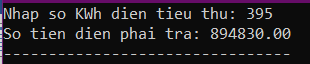 Nhap so KWh dien tieu thu: 395
So tien dien phai tra: 894830.00
--------------------------------